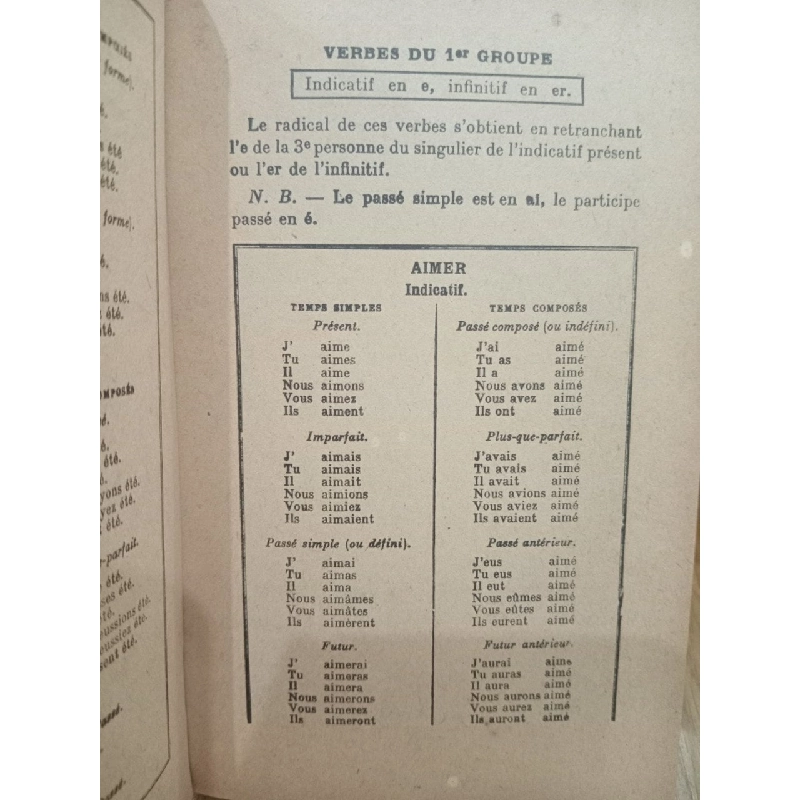 VERBES DU 1er GROUPE
Indicatif en e, infinitif en er.
Le radical de ces verbes s'obtient en retranchant
l'e de la 3e personne du singulier de l'indicatif présent
ou l'er de l'infinitif.
N. B. — Le passé simple est en ai, le participe
passé en é.
AIMER
Indicatif.
TEMPS SIMPLES
Présent.
J' aime
Tu aimes
Il aime
Nous aimons
Vous aimez
Ils aiment
Imparfait.
J' aimais
Tu aimais
Il aimait
Nous aimions
Vous aimiez
Ils aimaient
Passé simple (ou défini).
J' aimai
Tu aimas
Il aima
Nous aimâmes
Vous aimâtes
Ils aimèrent
Futur.
J' aimerai
Tu aimeras
Il aimera
Nous aimerons
Vous aimerez
Ils aimeront
TEMPS COMPOSÉS
Passé composé (ou indéfini).
J'ai aimé
Tu as aimé
Il a aimé
Nous avons aimé
Vous avez aimé
Ils ont aimé
Plus-que-parfait.
J'avais aimé
Tu avais aimé
Il avait aimé
Nous avions aimé
Vous aviez aimé
Ils avaient aimé
Passé antérieur.
J'eus aimé
Tu eus aimé
Il eut aimé
Nous eûmes aimé
Vous eûtes aimé
Ils eurent aimé
Futur antérieur.
J'aurai aimé
Tu auras aimé
Il aura aimé
Nous aurons aimé
Vous aurez aimé
Ils auront aimé